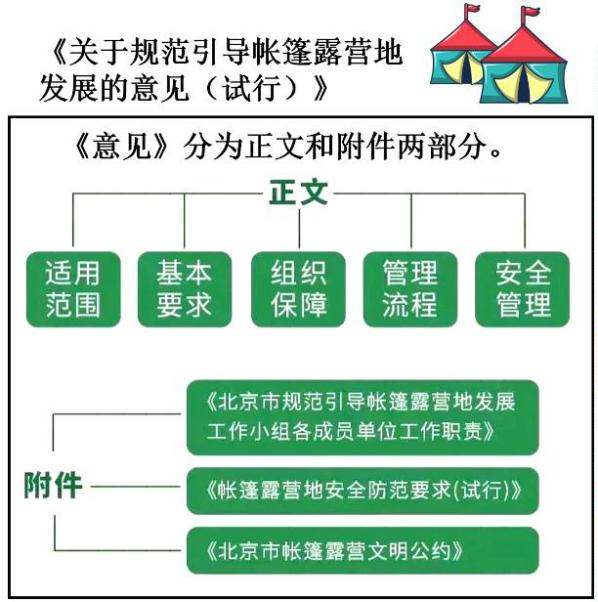 《关于规范引导帐篷露营地
发展的意见（试行）》
《意见》分为正文和附件两部分。
正文
适用
范围
基本
要求
组织
保障
管理
流程
安全
管理
附件
《北京市规范引导帐篷露营地发展
工作小组各成员单位工作职责》
《帐篷露营地安全防范要求(试行)》
《北京市帐篷露营文明公约》